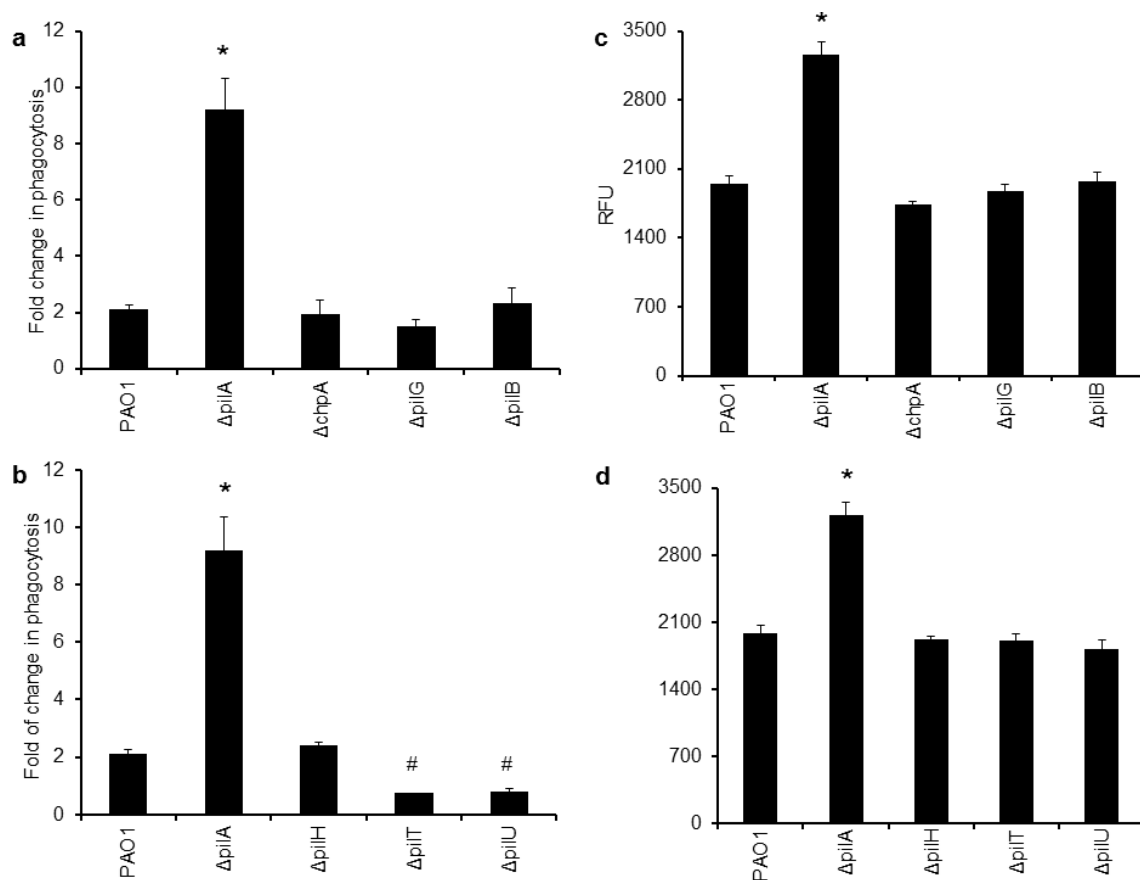 a
Fold change in phagocytosis
12
10
8
6
4
2
0
*
PAO1
ΔpilA
ΔchpA
ΔpilG
ΔpilB
c
RFU
3500
2800
2100
1400
700
0
*
PAO1
ΔpilA
ΔchpA
ΔpilG
ΔpilB
b
Fold of change in phagocytosis
12
10
8
6
4
2
0
*
#
#
PAO1
ΔpilA
ΔpilH
ΔpilT
ΔpilU
d
3500
2800
2100
1400
700
0
*
PAO1
ΔpilA
ΔpilH
ΔpilT
ΔpilU